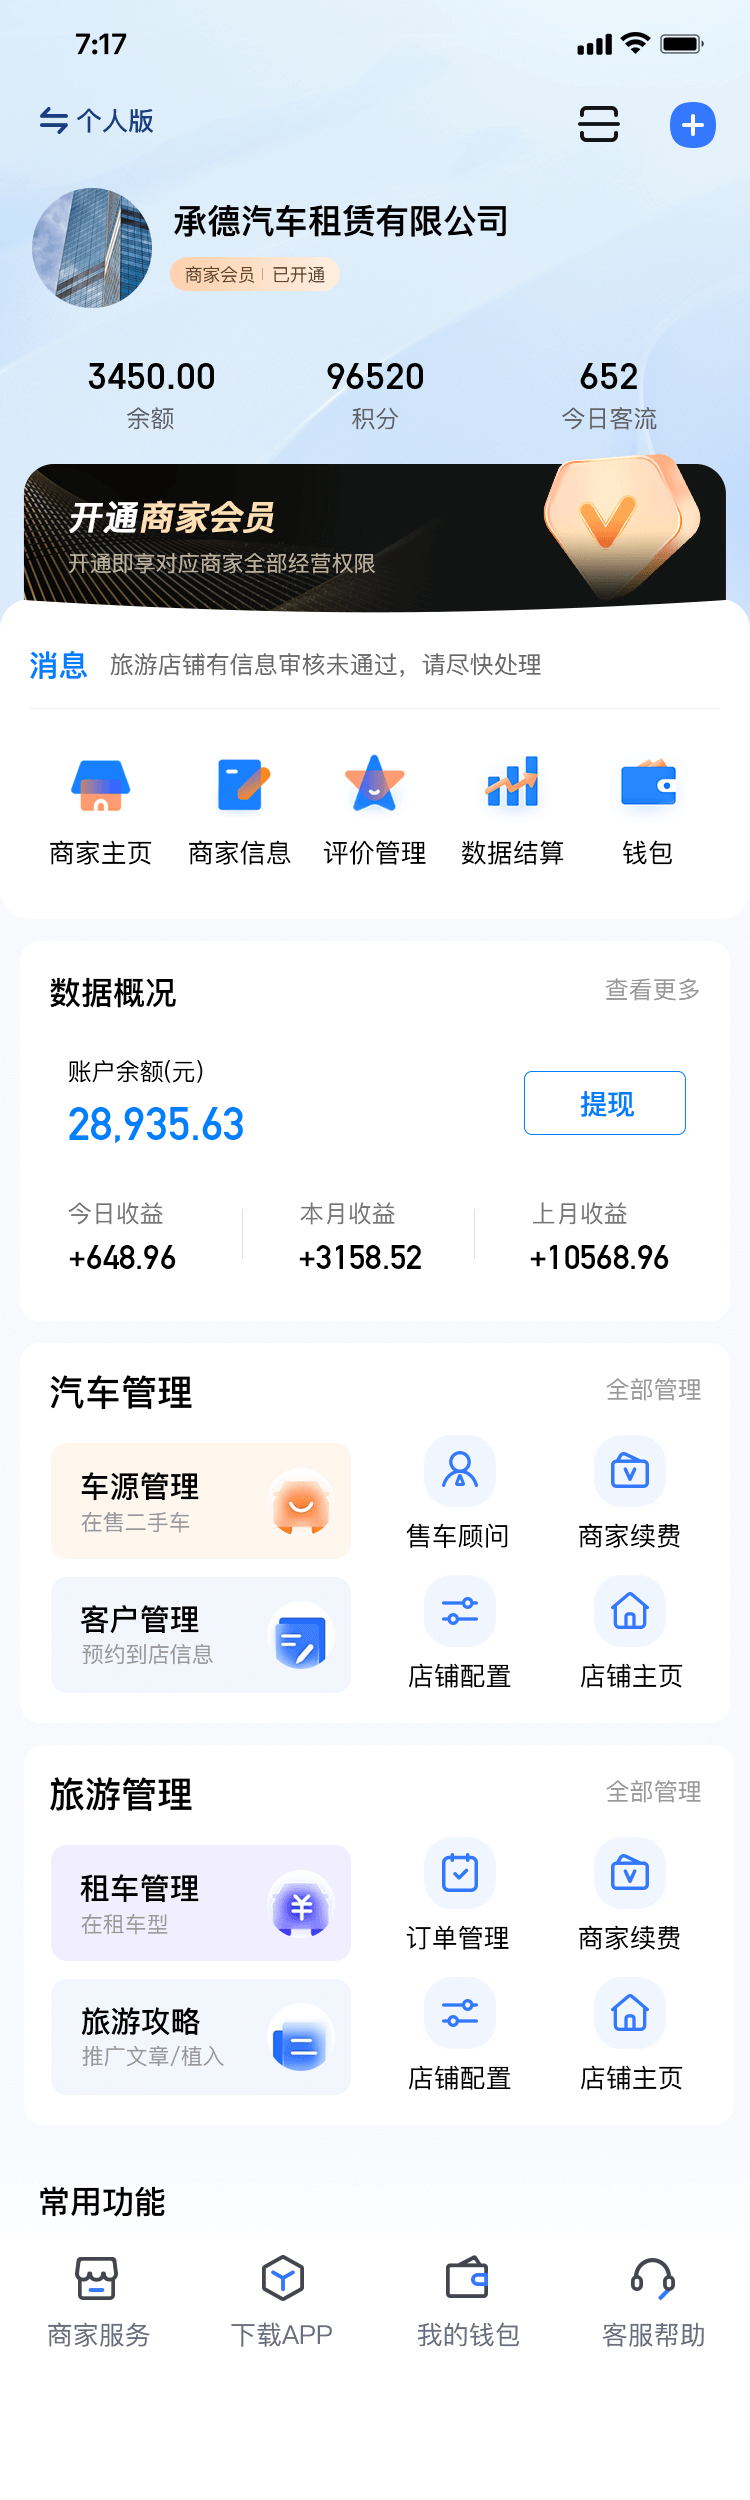 7:17
个人版
承德汽车租赁有限公司
商家会员 已开通
3450.00 96520 652
余额 积分 今日客流
开通商家会员
开通即享对应商家全部经营权限
消息 旅游店铺有信息审核未通过，请尽快处理
商家主页 商家信息 评价管理 数据结算 钱包
数据概况 查看更多
账户余额(元)
28,935.63 提现
今日收益 本月收益 上月收益
+648.96 +3158.52 +10568.96
汽车管理 全部管理
车源管理
在售二手车
售车顾问 商家续费
客户管理
预约到店信息
店铺配置 店铺主页
旅游管理 全部管理
租车管理
在租车型
订单管理 商家续费
旅游攻略
推广文章/植入
店铺配置 店铺主页
常用功能
商家服务 下载APP 我的钱包 客服帮助